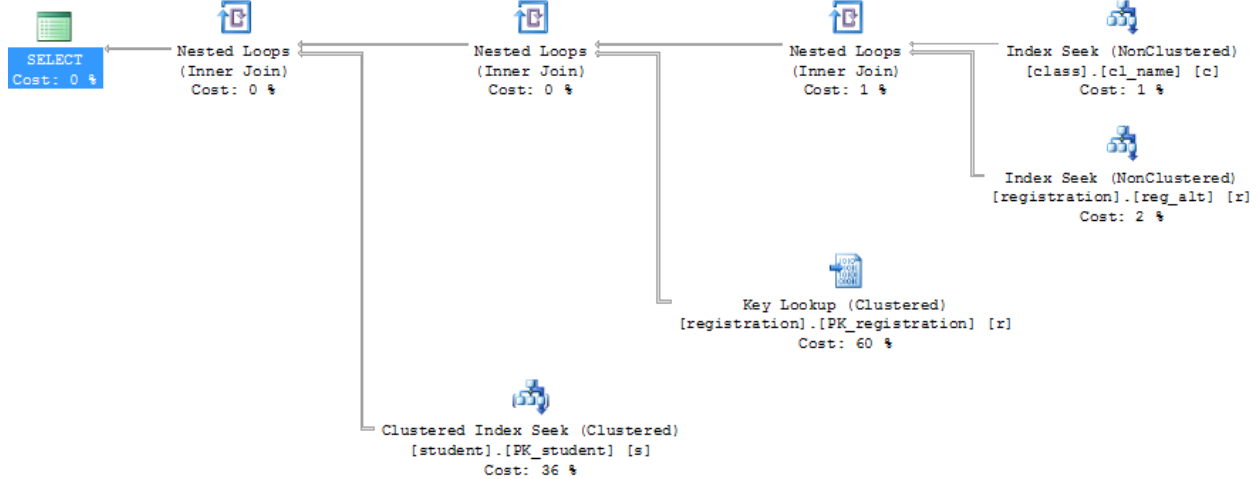 SELECT
Cost: 0 %
Nested Loops
(Inner Join)
Cost: 0 %
Nested Loops
(Inner Join)
Cost: 0 %
Nested Loops
(Inner Join)
Cost: 1 %
Index Seek (NonClustered)
[class].[cl_name] [c]
Cost: 1 %
Index Seek (NonClustered)
[registration].[reg_alt] [r]
Cost: 2 %
Key Lookup (Clustered)
[registration].[PK_registration] [r]
Cost: 60 %
Clustered Index Seek (Clustered)
[student].[PK_student] [s]
Cost: 36 %